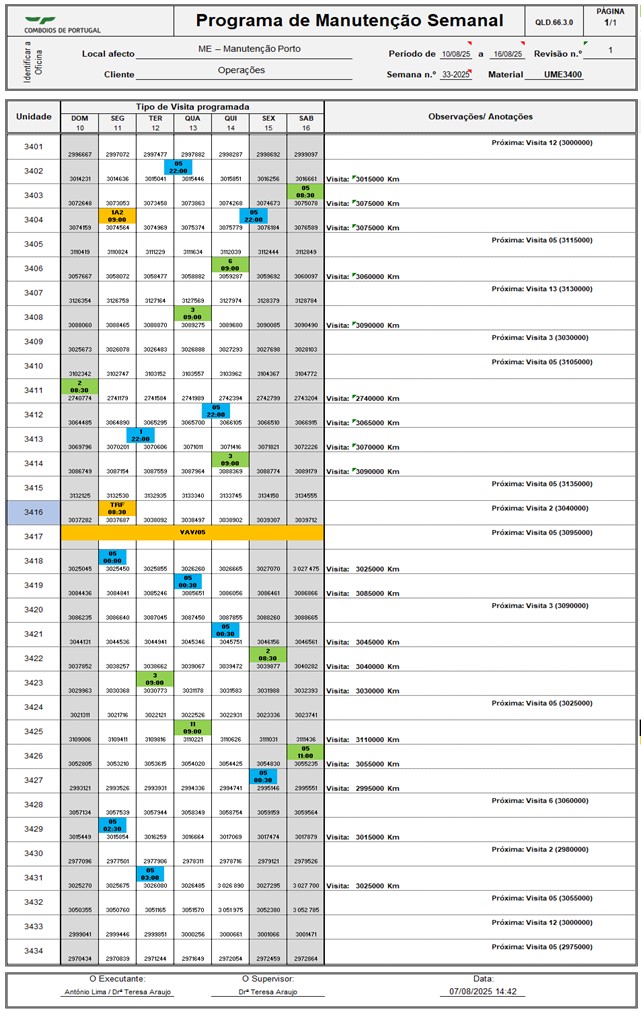 COMBOIOS DE PORTUGAL
Programa de Manutenção Semanal
QLD.66.3.0
PÁGINA
1/1
Identificar a Oficina
Local afecto ME – Manutenção Porto
Período de 10/08/25 a 16/08/25 Revisão n.º 1
Cliente Operações
Semana n.º 33-2025 Material UME3400
Unidade Tipo de Visita programada Observações/ Anotações
DOM SEG TER QUA QUI SEX SAB
10 11 12 13 14 15 16
3401 Próxima: Visita 12 (3000000)
2996667 2997072 2997477 2997882 2998287 2998692 2999097
3402 05 22:00
3014231 3014636 3015041 3015446 3015851 3016256 3016661 Visita: 3015000 Km
3403 05 08:30
3072648 3073053 3073458 3073863 3074268 3074673 3075078 Visita: 3075000 Km
3404 1A2 09:00 05 22:00
3074159 3074564 3074969 3075374 3075779 3076184 3076589 Visita: 3075000 Km
3405 Próxima: Visita 05 (3115000)
3110419 3110824 3111229 3111634 3112039 3112444 3112849
3406 6 09:00
3057667 3058072 3058477 3058882 3059287 3059692 3060097 Visita: 3060000 Km
3407 Próxima: Visita 13 (3130000)
3126354 3126759 3127164 3127569 3127974 3128379 3128784
3408 3 09:00
3088060 3088465 3088870 3089275 3089680 3090085 3090490 Visita: 3090000 Km
3409 Próxima: Visita 3 (3030000)
3025673 3026078 3026483 3026888 3027293 3027698 3028103
3410 Próxima: Visita 05 (3105000)
3102342 3102747 3103152 3103557 3103962 3104367 3104772
3411 2 08:30
2740774 2741179 2741584 2741989 2742394 2742799 2743204 Visita: 2740000 Km
3412 05 22:00
3064485 3064890 3065295 3065700 3066105 3066510 3066915 Visita: 3065000 Km
3413 1 22:00
3069796 3070201 3070606 3071011 3071416 3071821 3072226 Visita: 3070000 Km
3414 3 09:00
3086749 3087154 3087559 3087964 3088369 3088774 3089179 Visita: 3090000 Km
3415 Próxima: Visita 05 (3135000)
3132125 3132530 3132935 3133340 3133745 3134150 3134555
3416 TRF 08:30 Próxima: Visita 2 (3040000)
3037282 3037687 3038092 3038497 3038902 3039307 3039712
3417 VAV/05 Próxima: Visita 05 (3095000)
3418 05 00:00
3025045 3025450 3025855 3026260 3026665 3027070 3 027 475 Visita: 3025000 Km
3419 05 00:30
3084436 3084841 3085246 3085651 3086056 3086461 3086866 Visita: 3085000 Km
3420 Próxima: Visita 3 (3090000)
3086235 3086640 3087045 3087450 3087855 3088260 3088665
3421 05 00:30
3044131 3044536 3044941 3045346 3045751 3046156 3046561 Visita: 3045000 Km
3422 2 08:30
3037852 3038257 3038662 3039067 3039472 3039877 3040282 Visita: 3040000 Km
3423 3 09:00
3029963 3030368 3030773 3031178 3031583 3031988 3032393 Visita: 3030000 Km
3424 Próxima: Visita 05 (3025000)
3021311 3021716 3022121 3022526 3022931 3023336 3023741
3425 11 09:00
3109006 3109411 3109816 3110221 3110626 3111031 3111436 Visita: 3110000 Km
3426 05 11:00
3052805 3053210 3053615 3054020 3054425 3054830 3055235 Visita: 3055000 Km
3427 05 00:30
2993121 2993526 2993931 2994336 2994741 2995146 2995551 Visita: 2995000 Km
3428 Próxima: Visita 6 (3060000)
3057134 3057539 3057944 3058349 3058754 3059159 3059564
3429 05 02:30
3015449 3015854 3016259 3016664 3017069 3017474 3017879 Visita: 3015000 Km
3430 Próxima: Visita 2 (2980000)
2977096 2977501 2977906 2978311 2978716 2979121 2979526
3431 05 03:00
3025270 3025675 3026080 3026485 3 026 890 3027295 3 027 700 Visita: 3025000 Km
3432 Próxima: Visita 05 (3055000)
3050355 3050760 3051165 3051570 3 051 975 3052380 3 052 785
3433 Próxima: Visita 12 (3000000)
2999041 2999446 2999851 3000256 3000661 3001066 3001471
3434 Próxima: Visita 05 (2975000)
2970434 2970839 2971244 2971649 2972054 2972459 2972864
O Executante: O Supervisor: Data:
António Lima / Drª Teresa Araujo Drª Teresa Araujo 07/08/2025 14:42